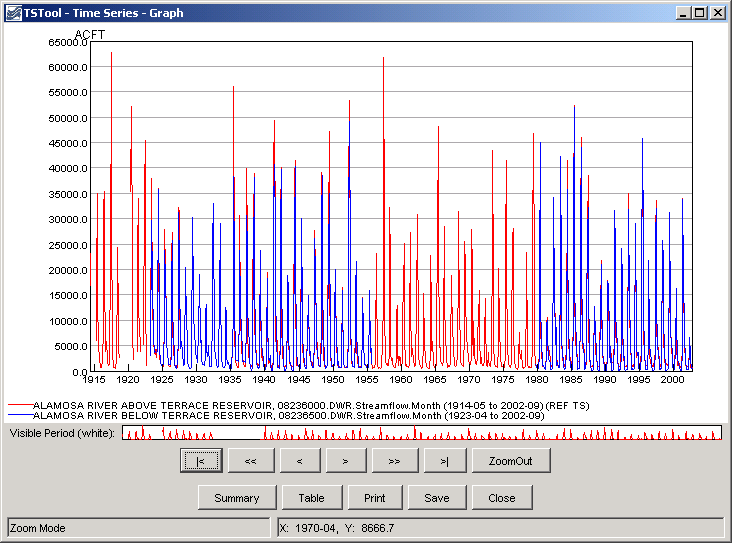 TSTool - Time Series - Graph
ACFT
65000.0
60000.0
55000.0
50000.0
45000.0
40000.0
35000.0
30000.0
25000.0
20000.0
15000.0
10000.0
5000.0
0.0
1915 1920 1925 1930 1935 1940 1945 1950 1955 1960 1965 1970 1975 1980 1985 1990 1995 2000
ALAMOSA RIVER ABOVE TERRACE RESERVOIR, 08236000.DWR.Streamflow.Month (1914-05 to 2002-09) (REF TS)
ALAMOSA RIVER BELOW TERRACE RESERVOIR, 08236500.DWR.Streamflow.Month (1923-04 to 2002-09)
Visible Period (white):
|< << < > >> >| ZoomOut
Summary Table Print Save Close
Zoom Mode X: 1970-04, Y: 8666.7